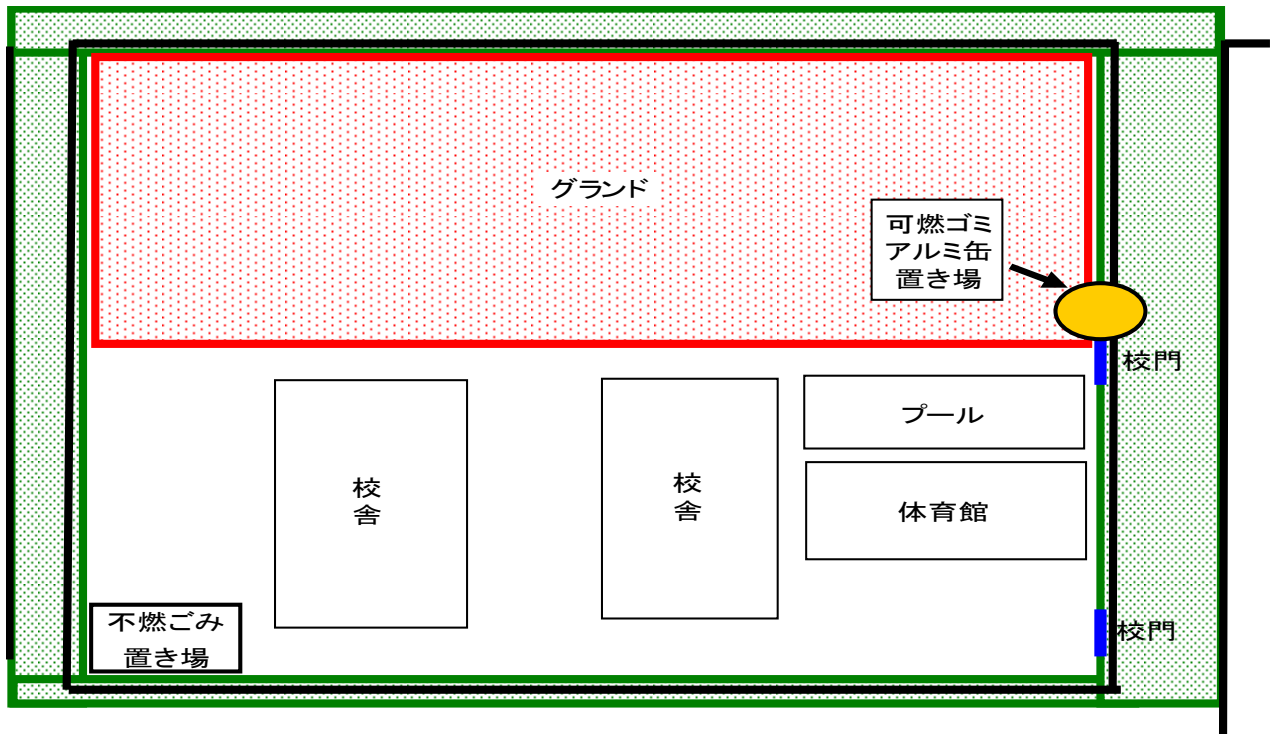 グランド
可燃ゴミ
アルミ缶
置き場
校門
プール
校
舎
校
舎
体育館
不燃ごみ
置き場
校門